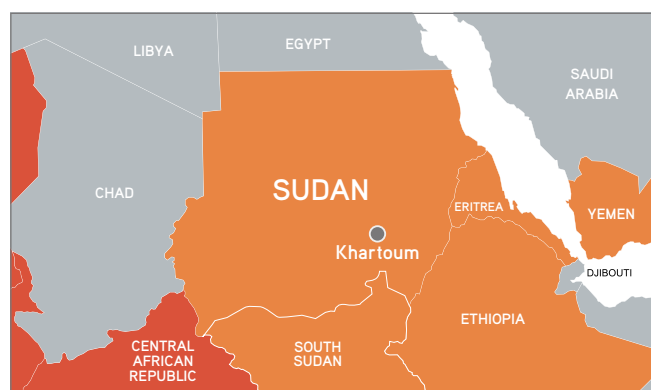 LIBYA
EGYPT
SAUDI
ARABIA
CHAD
SUDAN
ERITREA
YEMEN
Khartoum
DJIBOUTI
ETHIOPIA
CENTRAL
AFRICAN
REPUBLIC
SOUTH
SUDAN